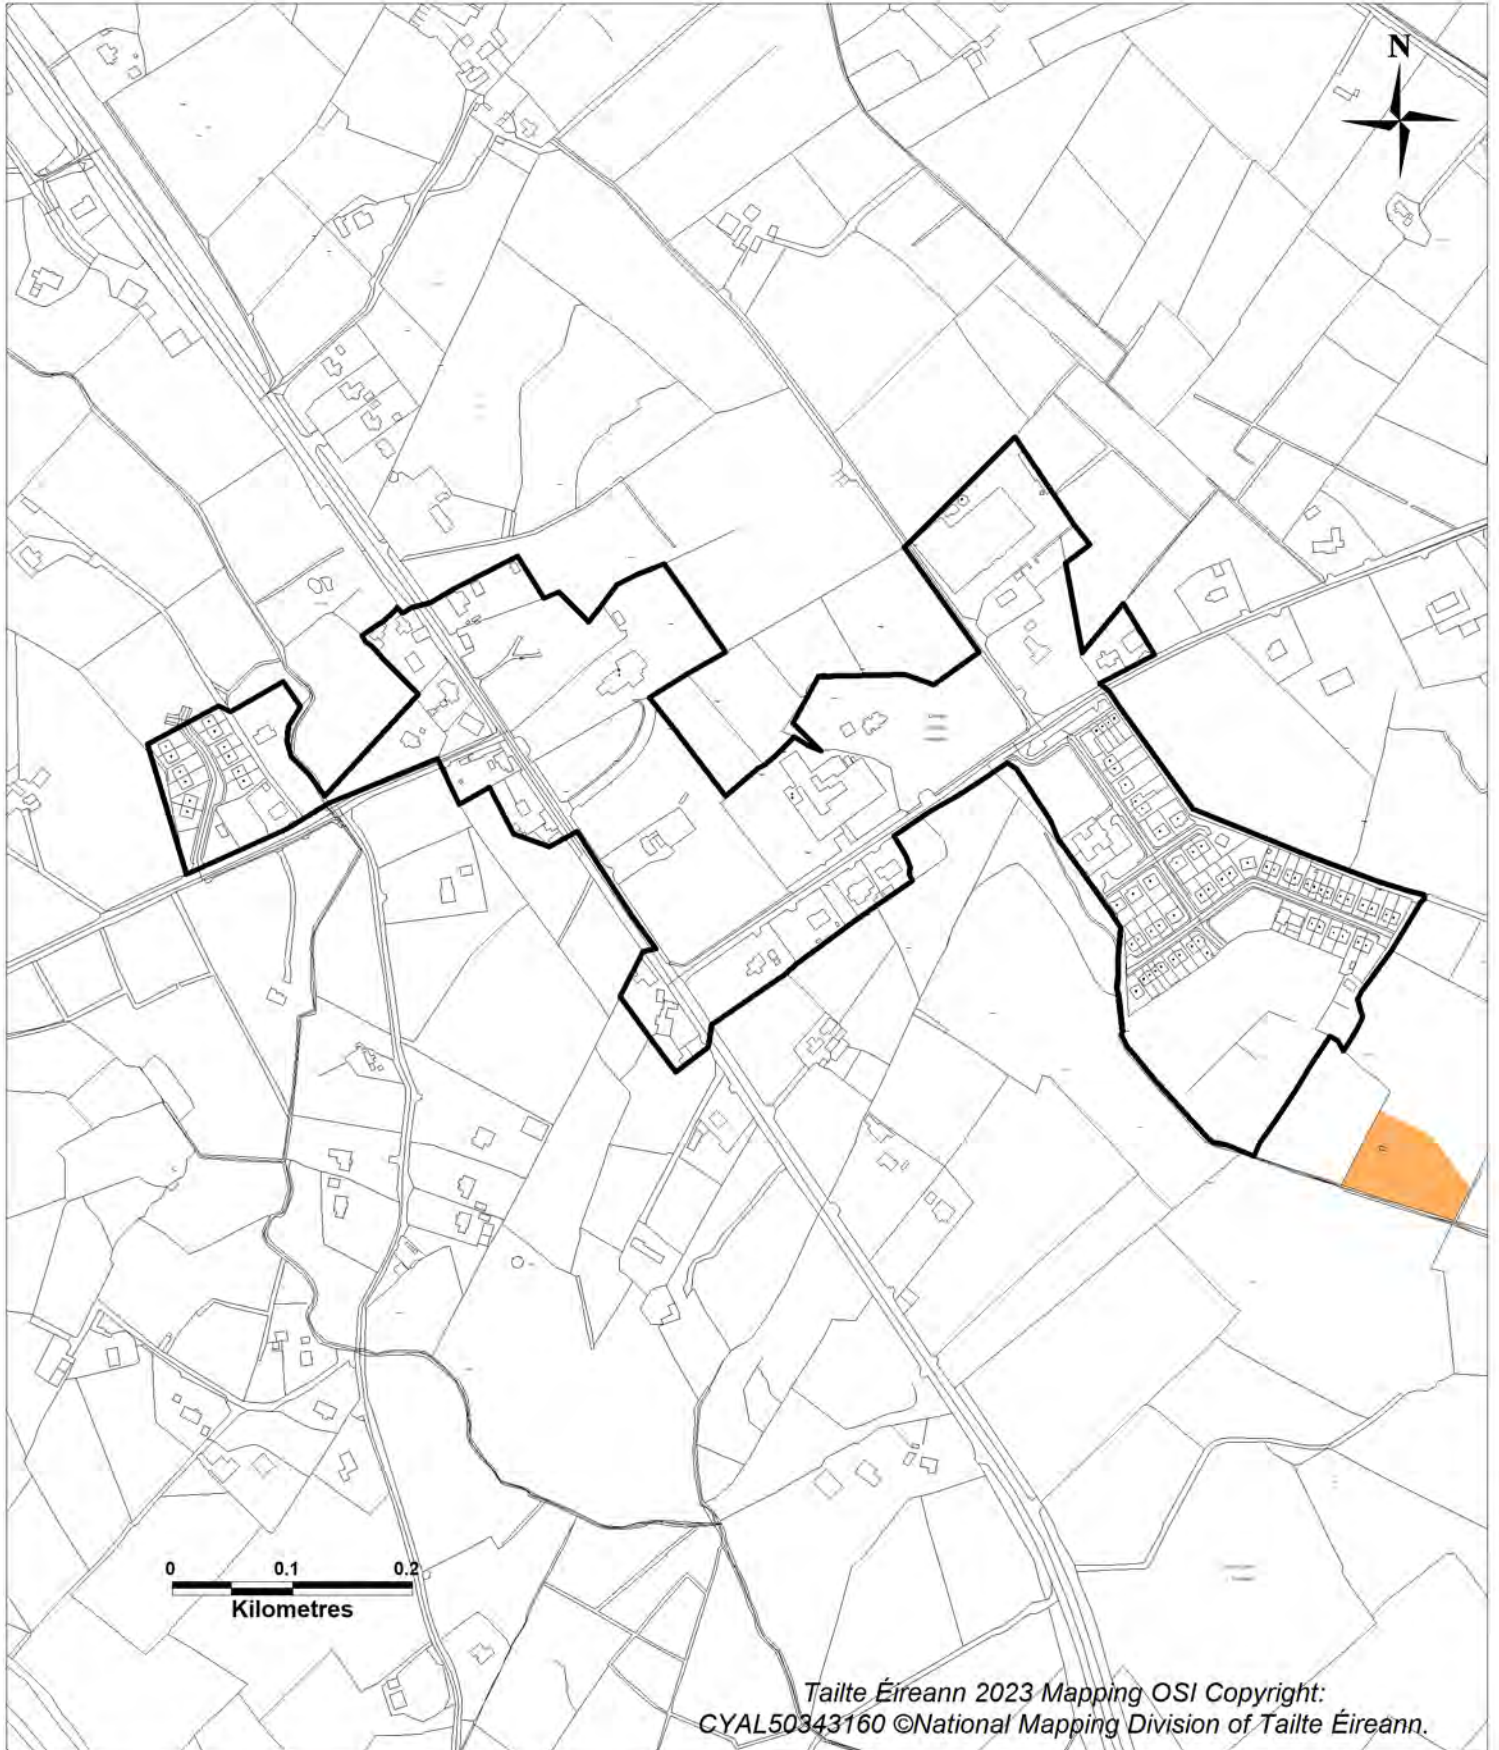 N
0 0.1 0.2
Kilometres
Tailte Éireann 2023 Mapping OSI Copyright:
CYAL50343160 ©National Mapping Division of Tailte Éireann.